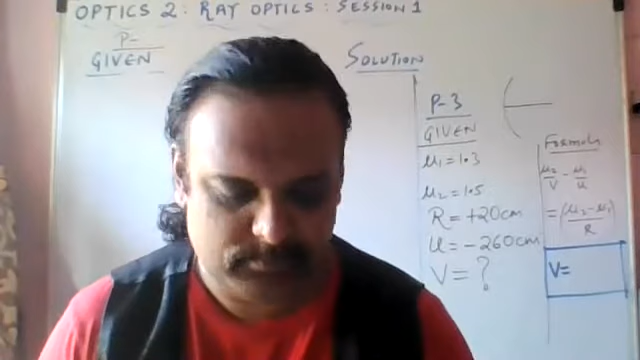 OPTICS 2: RAY OPTICS: SESSION 1
P-
GIVEN
SOLUTION
P-3
GIVEN
μ1 = 1.3
μ2 = 1.5
R = +20cm
u = -260cm
V = ?
Formula
μ2/V - μ1/u
= (μ2-μ1)/R
V=